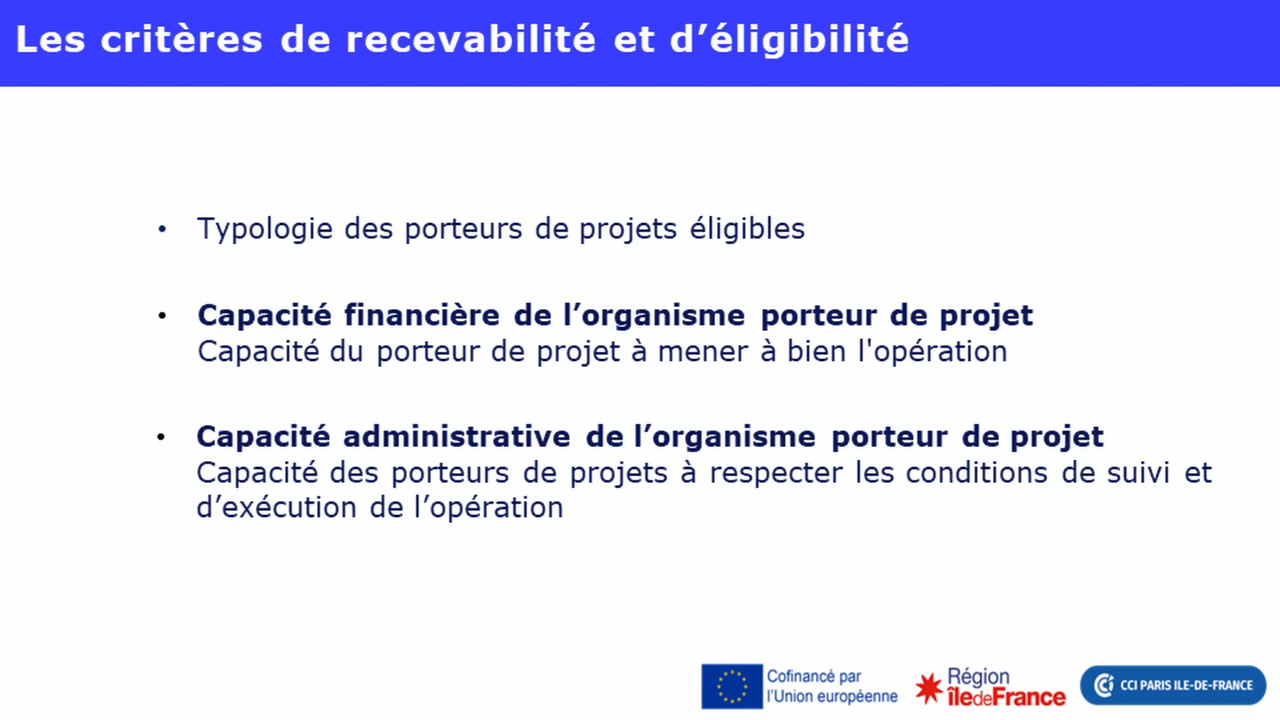 Les critères de recevabilité et d’éligibilité
• Typologie des porteurs de projets éligibles
• Capacité financière de l’organisme porteur de projet
Capacité du porteur de projet à mener à bien l'opération
• Capacité administrative de l’organisme porteur de projet
Capacité des porteurs de projets à respecter les conditions de suivi et
d’exécution de l’opération
Cofinancé par
l’Union européenne
Région
îledeFrance
CCI PARIS ILE-DE-FRANCE